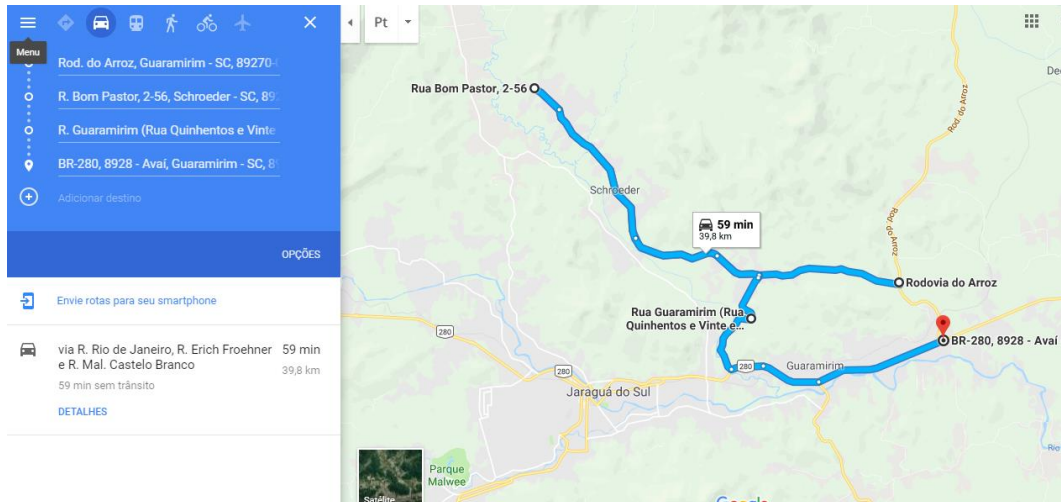 Menu
Rod. do Arroz, Guaramirim - SC, 89270-
R. Bom Pastor, 2-56, Schroeder - SC, 89
R. Guaramirim (Rua Quinhentos e Vinte
BR-280, 8928 - Avaí, Guaramirim - SC, 8
Adicionar destino
OPÇÕES
Envie rotas para seu smartphone
via R. Rio de Janeiro, R. Erich Froehner
e R. Mal. Castelo Branco
59 min
39,8 km
59 min sem trânsito
DETALHES
Pt
Rua Bom Pastor, 2-56
Schroeder
59 min
39,8 km
Rod. do Arroz
Rod. do Arroz
Rodovia do Arroz
Rua Guaramirim (Rua
Quinhentos e Vinte e...
BR-280, 8928 - Avaí
280
280
280
Guaramirim
Jaraguá do Sul
Parque
Malwee
Satélite
Google